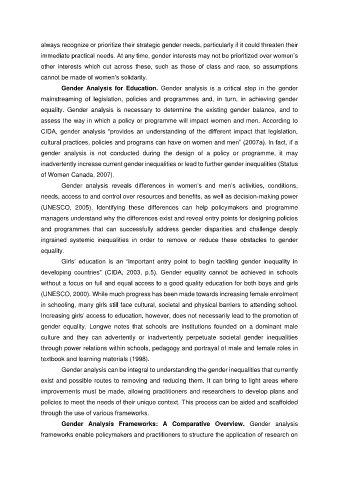 always recognize or prioritize their strategic gender needs, particularly if it could threaten their
immediate practical needs. At any time, gender interests may not be prioritized over women's
other interests which cut across these, such as those of class and race, so assumptions
cannot be made of women's solidarity.
Gender Analysis for Education. Gender analysis is a critical step in the gender
mainstreaming of legislation, policies and programmes and, in turn, in achieving gender
equality. Gender analysis is necessary to determine the existing gender balance, and to
assess the way in which a policy or programme will impact women and men. According to
CIDA, gender analysis "provides an understanding of the different impact that legislation,
cultural practices, policies and programs can have on women and men" (2007a). In fact, if a
gender analysis is not conducted during the design of a policy or programme, it may
inadvertently increase current gender inequalities or lead to further gender inequalities (Status
of Women Canada, 2007).
Gender analysis reveals differences in women's and men's activities, conditions,
needs, access to and control over resources and benefits, as well as decision-making power
(UNESCO, 2005). Identifying these differences can help policymakers and programme
managers understand why the differences exist and reveal entry points for designing policies
and programmes that can successfully address gender disparities and challenge deeply
ingrained systemic inequalities in order to remove or reduce these obstacles to gender
equality.
Girls' education is an "important entry point to begin tackling gender inequality in
developing countries" (CIDA, 2003, p.5). Gender equality cannot be achieved in schools
without a focus on full and equal access to a good quality education for both boys and girls
(UNESCO, 2000). While much progress has been made towards increasing female enrolment
in schooling, many girls still face cultural, societal and physical barriers to attending school.
Increasing girls' access to education, however, does not necessarily lead to the promotion of
gender equality. Longwe notes that schools are institutions founded on a dominant male
culture and they can advertently or inadvertently perpetuate societal gender inequalities
through power relations within schools, pedagogy and portrayal of male and female roles in
textbook and learning materials (1998).
Gender analysis can be integral to understanding the gender inequalities that currently
exist and possible routes to removing and reducing them. It can bring to light areas where
improvements must be made, allowing practitioners and researchers to develop plans and
policies to meet the needs of their unique context. This process can be aided and scaffolded
through the use of various frameworks.
Gender Analysis Frameworks: A Comparative Overview. Gender analysis
frameworks enable policymakers and practitioners to structure the application of research on